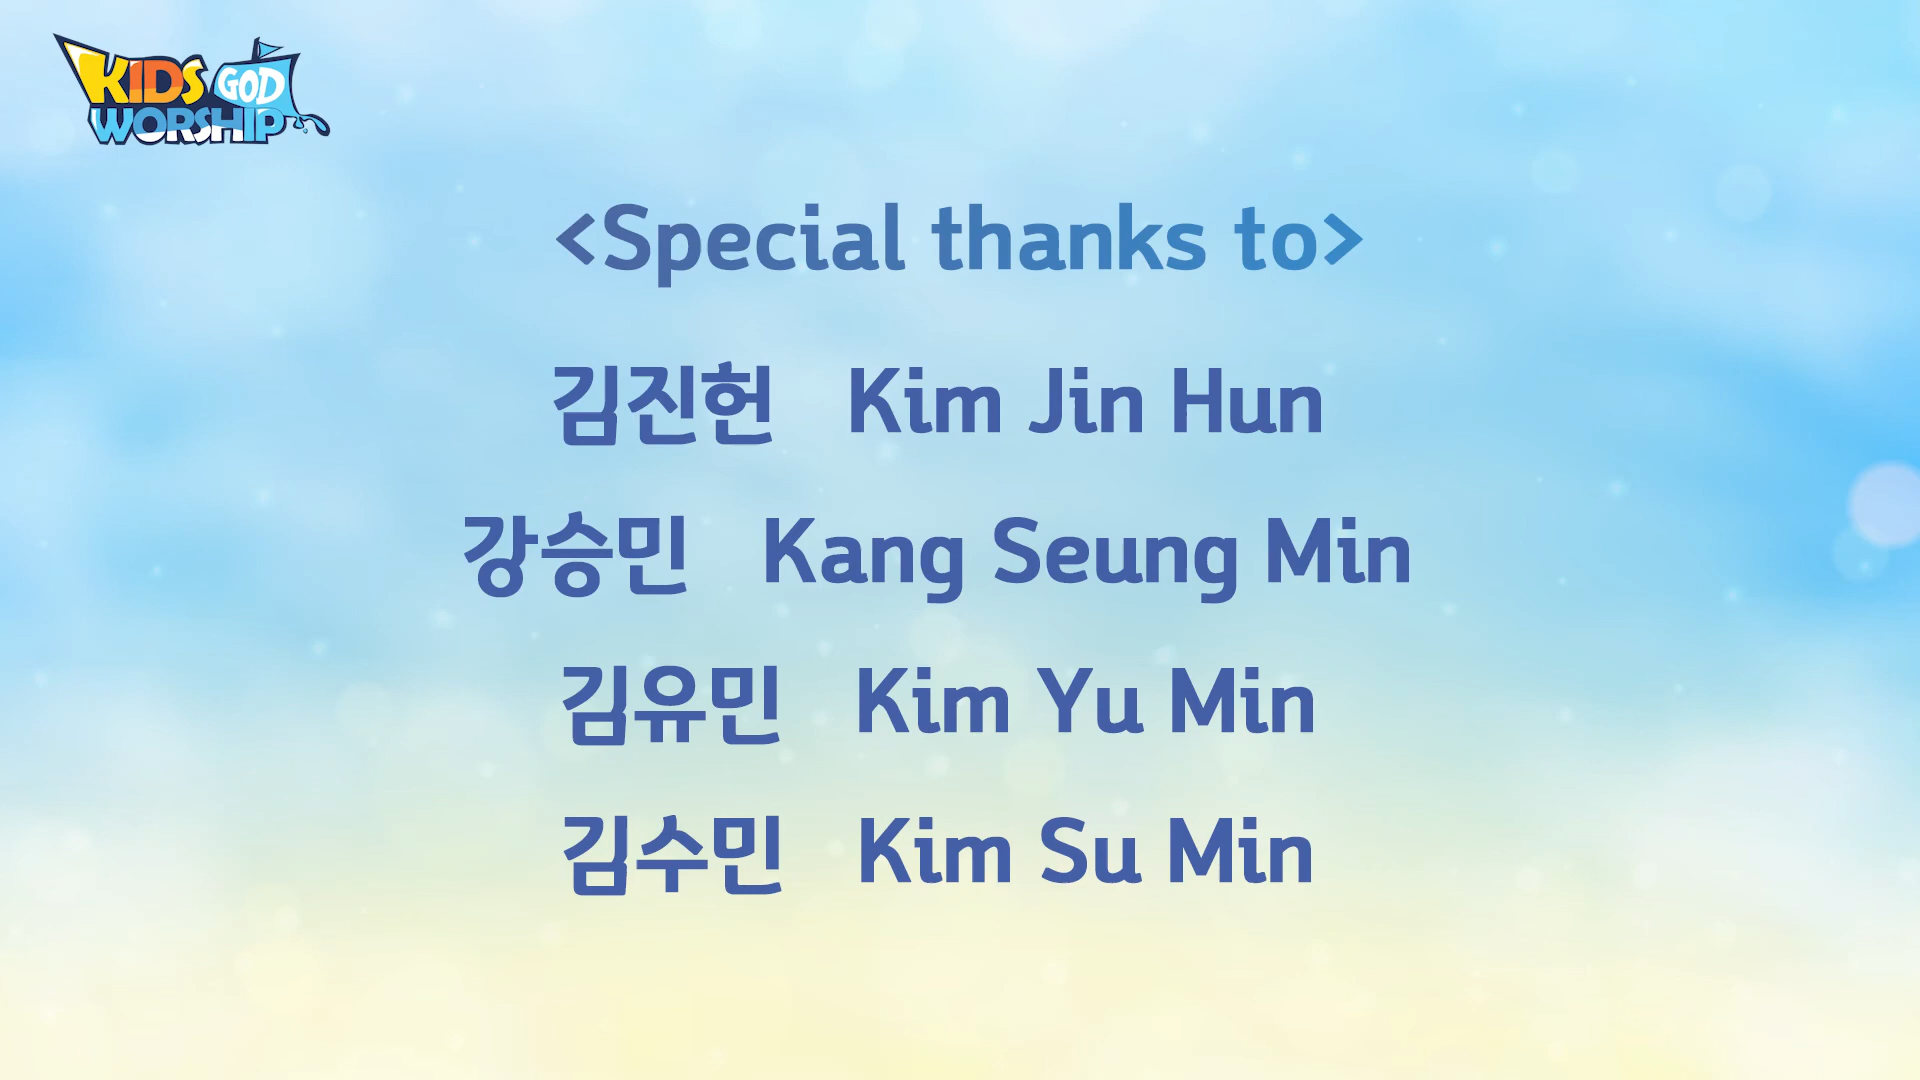 KIDS GOD
WORSHIP
<Special thanks to>
김진헌 Kim Jin Hun
강승민 Kang Seung Min
김유민 Kim Yu Min
김수민 Kim Su Min